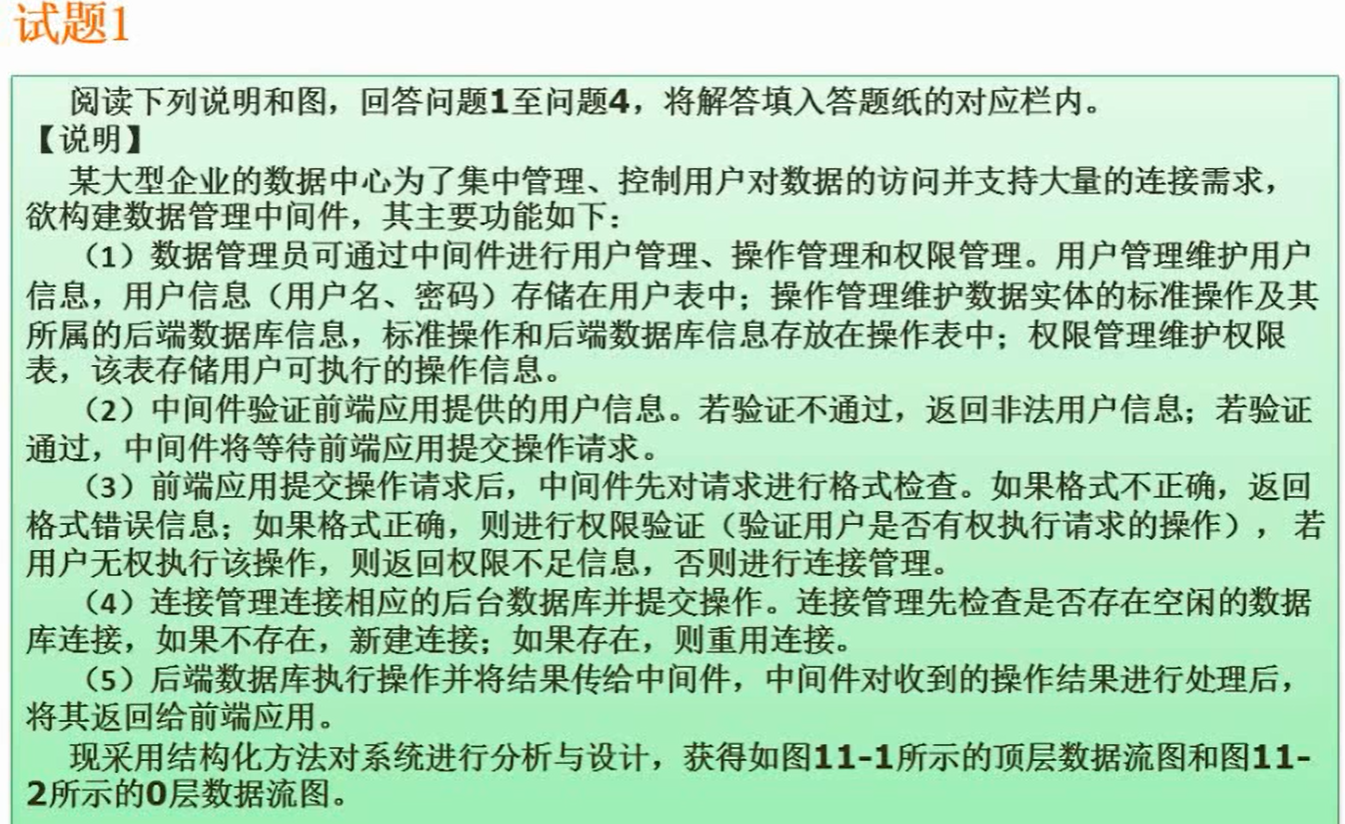 试题1
阅读下列说明和图，回答问题1至问题4，将解答填入答题纸的对应栏内。
【说明】
某大型企业的数据中心为了集中管理、控制用户对数据的访问并支持大量的连接需求，
欲构建数据管理中间件，其主要功能如下：
（1）数据管理员可通过中间件进行用户管理、操作管理和权限管理。用户管理维护用户
信息，用户信息（用户名、密码）存储在用户表中；操作管理维护数据实体的标准操作及其
所属的后端数据库信息，标准操作和后端数据库信息存放在操作表中；权限管理维护权限
表，该表存储用户可执行的操作信息。
（2）中间件验证前端应用提供的用户信息。若验证不通过，返回非法用户信息；若验证
通过，中间件将等待前端应用提交操作请求。
（3）前端应用提交操作请求后，中间件先对请求进行格式检查。如果格式不正确，返回
格式错误信息；如果格式正确，则进行权限验证（验证用户是否有权执行请求的操作），若
用户无权执行该操作，则返回权限不足信息，否则进行连接管理。
（4）连接管理连接相应的后台数据库并提交操作。连接管理先检查是否存在空闲的数据
库连接，如果不存在，新建连接；如果存在，则重用连接。
（5）后端数据库执行操作并将结果传给中间件，中间件对收到的操作结果进行处理后，
将其返回给前端应用。
现采用结构化方法对系统进行分析与设计，获得如图11-1所示的顶层数据流图和图11-
2所示的0层数据流图。